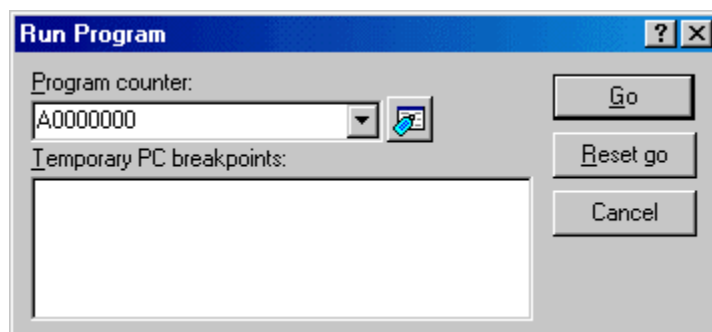 Run Program
Program counter:
A0000000
Go
Temporary PC breakpoints:
Reset go
Cancel